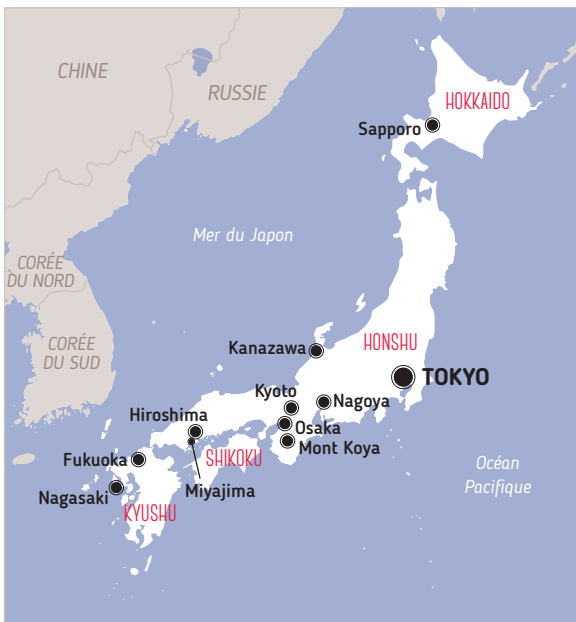 CHINE
RUSSIE
HOKKAIDO
Sapporo
Mer du Japon
CORÉE
DU NORD
CORÉE
DU SUD
Kanazawa
HONSHU
TOKYO
Kyoto
Nagoya
Hiroshima
Osaka
Mont Koya
Fukuoka
SHIKOKU
Miyajima
Nagasaki
KYUSHU
Océan
Pacifique